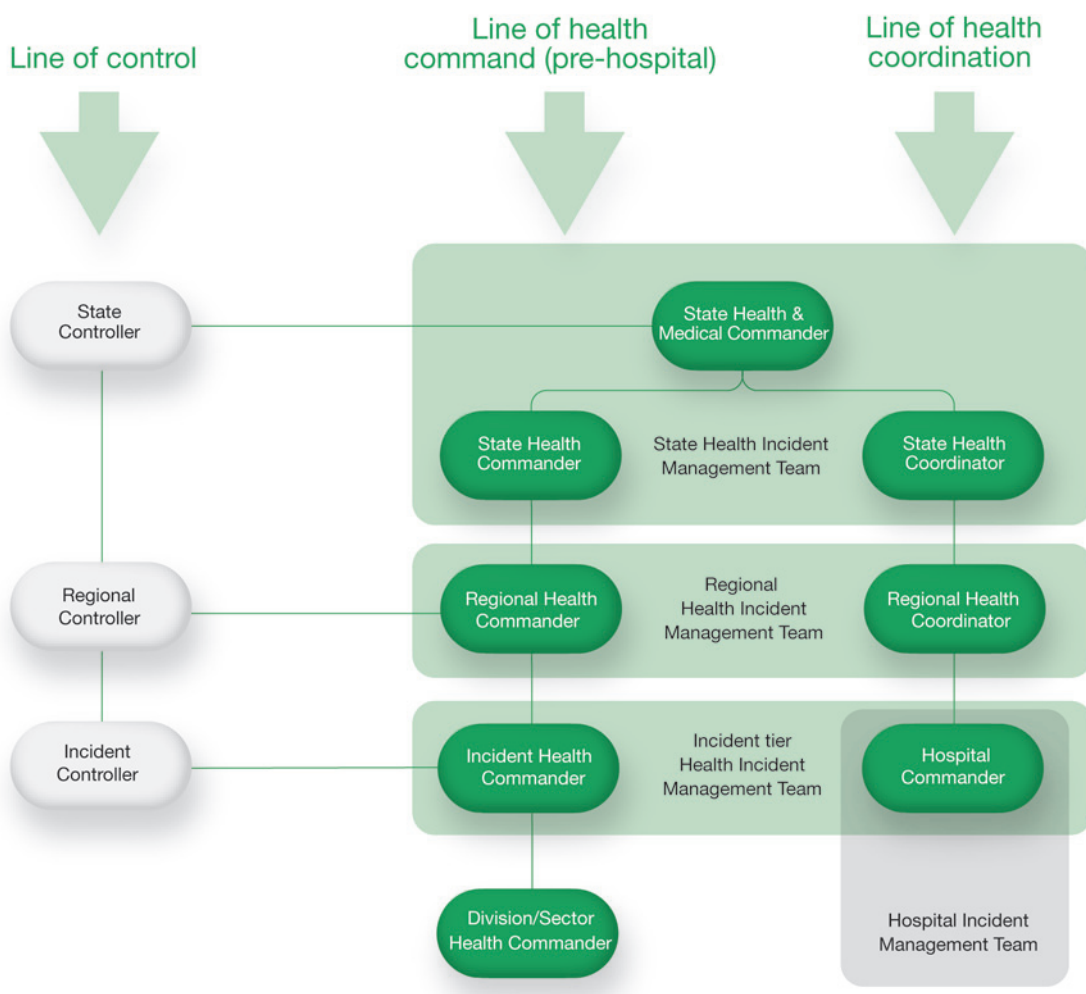 Line of control
Line of health
command (pre-hospital)
Line of health
coordination
State
Controller
State Health &
Medical Commander
State Health
Commander
State Health Incident
Management Team
State Health
Coordinator
Regional
Controller
Regional Health
Commander
Regional
Health Incident
Management Team
Regional Health
Coordinator
Incident
Controller
Incident Health
Commander
Incident tier
Health Incident
Management Team
Hospital
Commander
Division/Sector
Health Commander
Hospital Incident
Management Team